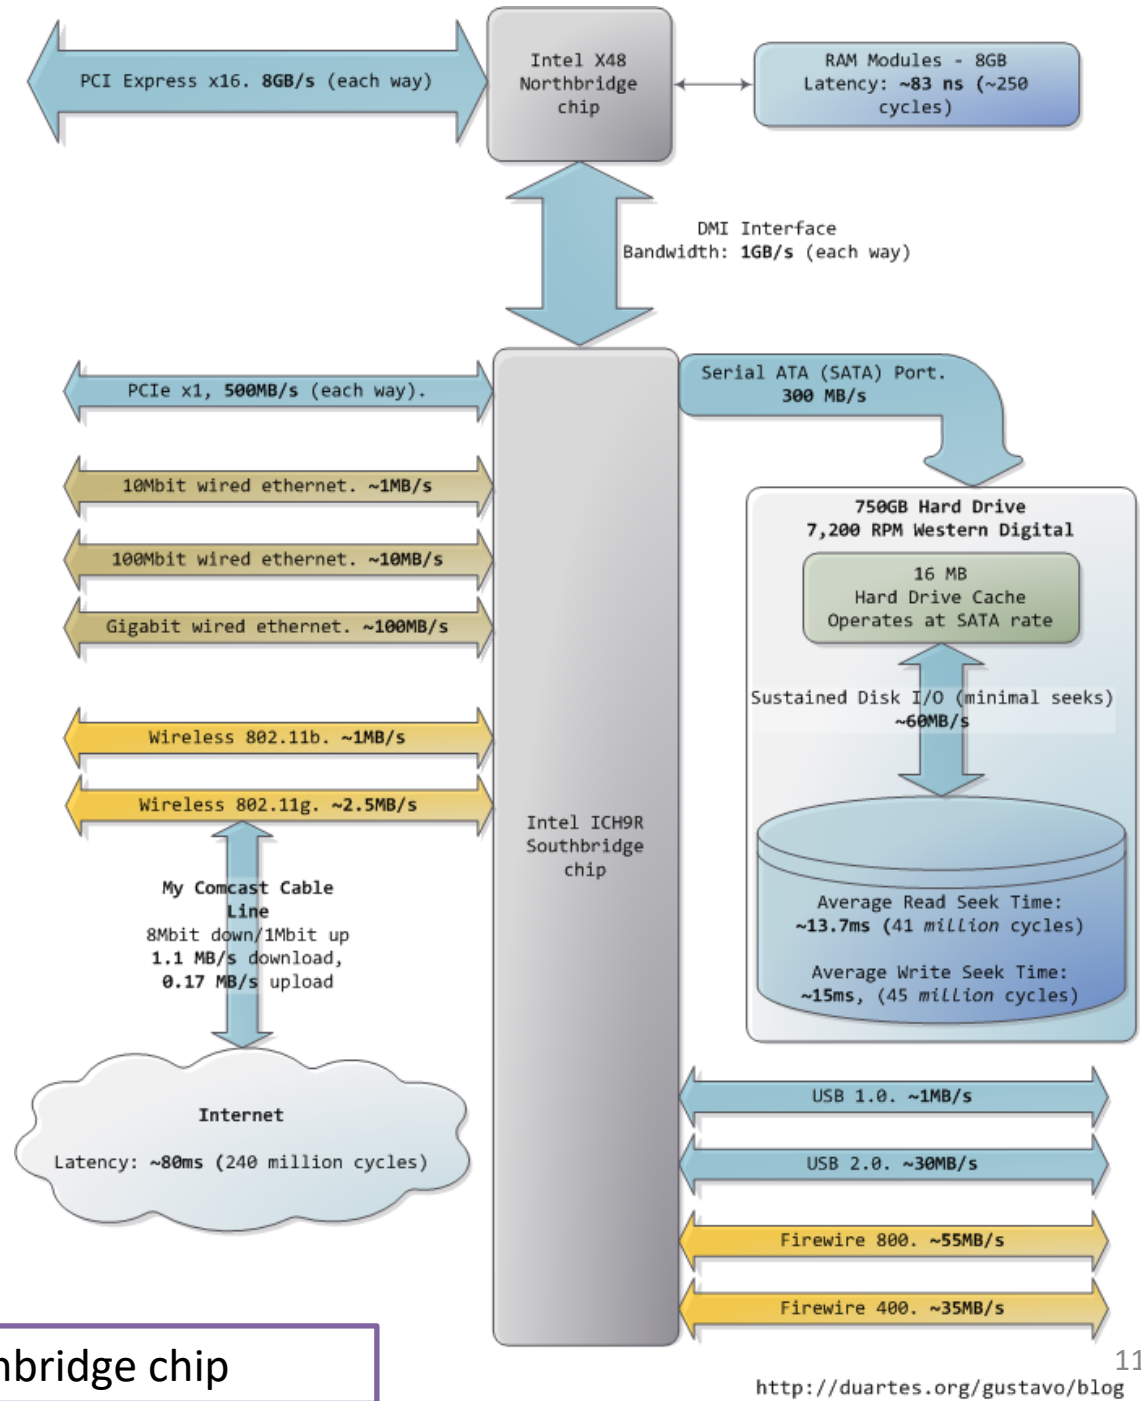 PCI Express x16. 8GB/s (each way)
Intel X48
Northbridge
chip
RAM Modules - 8GB
Latency: ~83 ns (~250
cycles)
DMI Interface
Bandwidth: 1GB/s (each way)
PCIe x1, 500MB/s (each way).
Serial ATA (SATA) Port.
300 MB/s
10Mbit wired ethernet. ~1MB/s
100Mbit wired ethernet. ~10MB/s
Gigabit wired ethernet. ~100MB/s
750GB Hard Drive
7,200 RPM Western Digital
16 MB
Hard Drive Cache
Operates at SATA rate
Sustained Disk I/O (minimal seeks)
~60MB/s
Wireless 802.11b. ~1MB/s
Wireless 802.11g. ~2.5MB/s
Intel ICH9R
Southbridge
chip
My Comcast Cable
Line
8Mbit down/1Mbit up
1.1 MB/s download,
0.17 MB/s upload
Average Read Seek Time:
~13.7ms (41 million cycles)
Average Write Seek Time:
~15ms, (45 million cycles)
Internet
Latency: ~80ms (240 million cycles)
USB 1.0. ~1MB/s
USB 2.0. ~30MB/s
Firewire 800. ~55MB/s
Firewire 400. ~35MB/s
hbridge chip
11
http://duartes.org/gustavo/blog